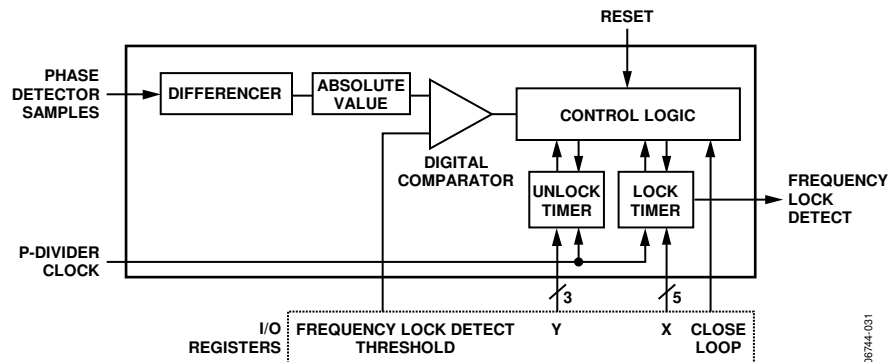 RESET
PHASE
DETECTOR
SAMPLES
DIFFERENCER
ABSOLUTE
VALUE
CONTROL LOGIC
DIGITAL
COMPARATOR
UNLOCK
TIMER
LOCK
TIMER
FREQUENCY
LOCK
DETECT
P-DIVIDER
CLOCK
3
5
I/O
REGISTERS
FREQUENCY LOCK DETECT
THRESHOLD
Y
X
CLOSE
LOOP
06744-031